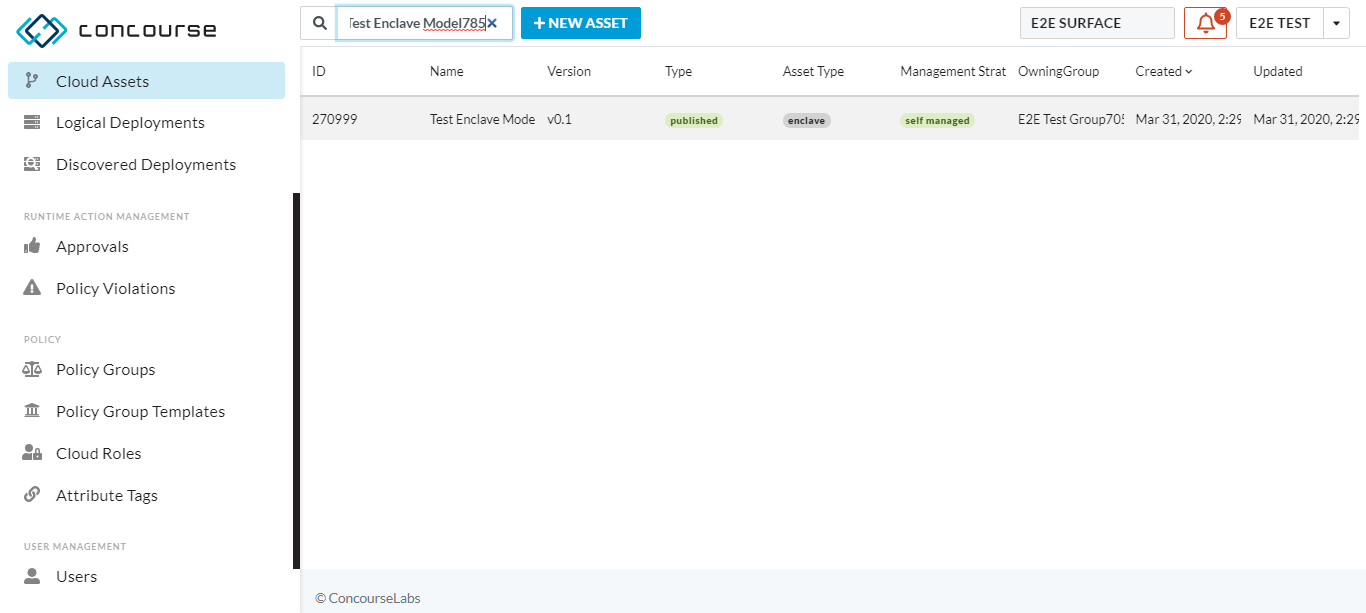 concourse
Test Enclave Model785
+ NEW ASSET
E2E SURFACE
5
E2E TEST
Cloud Assets
Logical Deployments
Discovered Deployments
RUNTIME ACTION MANAGEMENT
Approvals
Policy Violations
POLICY
Policy Groups
Policy Group Templates
Cloud Roles
Attribute Tags
USER MANAGEMENT
Users
ID Name Version Type Asset Type Management Strat OwningGroup Created Updated
270999 Test Enclave Mode v0.1 published enclave self managed E2E Test Group705 Mar 31, 2020, 2:29 Mar 31, 2020, 2:29
© ConcourseLabs